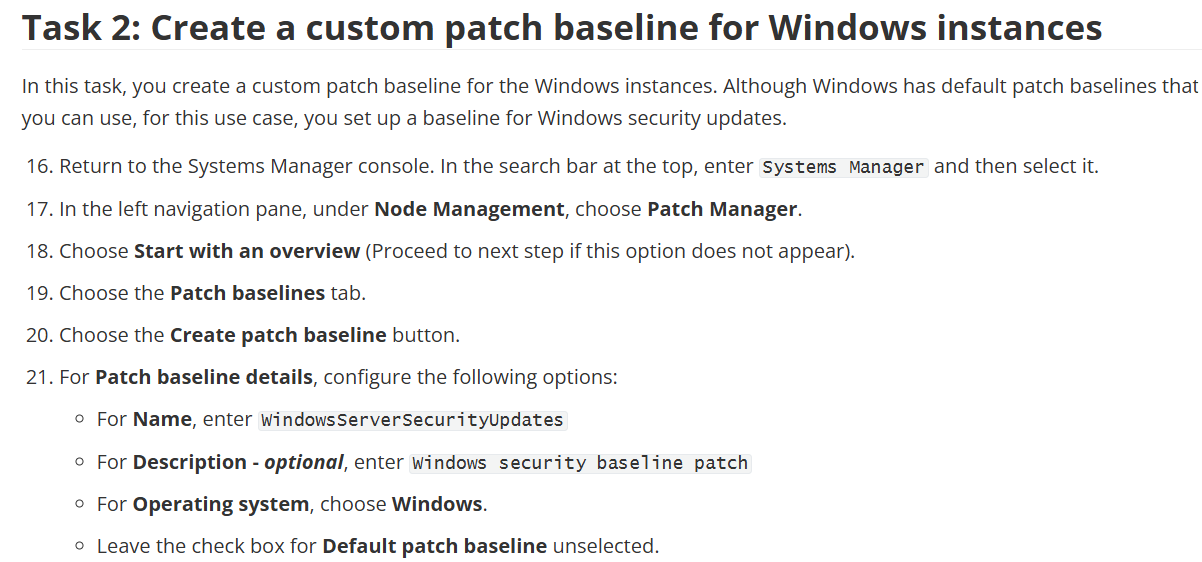 Task 2: Create a custom patch baseline for Windows instances
In this task, you create a custom patch baseline for the Windows instances. Although Windows has default patch baselines that
you can use, for this use case, you set up a baseline for Windows security updates.
16. Return to the Systems Manager console. In the search bar at the top, enter Systems Manager and then select it.
17. In the left navigation pane, under Node Management, choose Patch Manager.
18. Choose Start with an overview (Proceed to next step if this option does not appear).
19. Choose the Patch baselines tab.
20. Choose the Create patch baseline button.
21. For Patch baseline details, configure the following options:
○ For Name, enter WindowsServerSecurityUpdates
○ For Description - optional, enter Windows security baseline patch
○ For Operating system, choose Windows.
○ Leave the check box for Default patch baseline unselected.